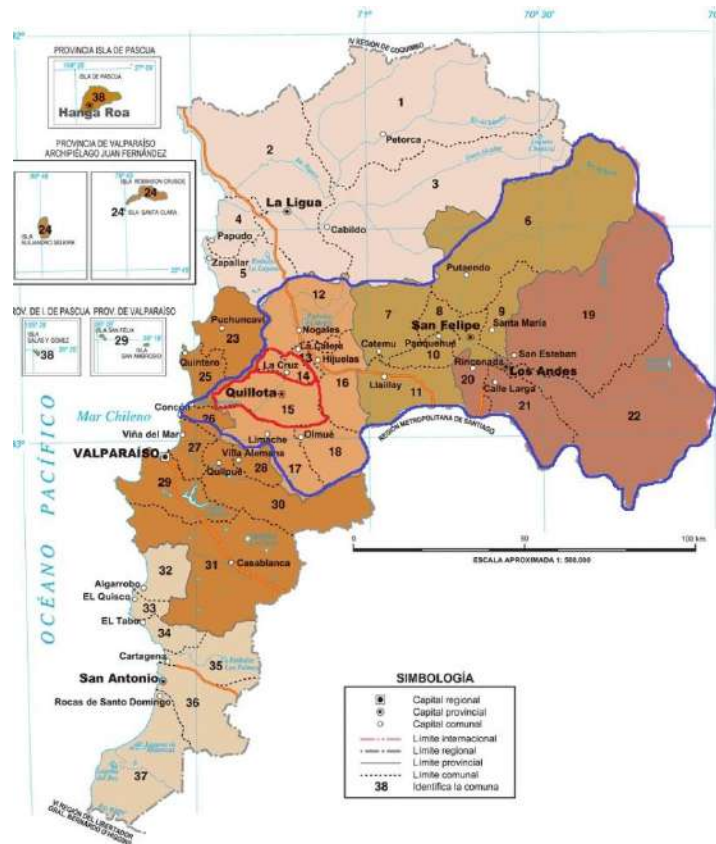 32°
71°
70° 30'
PROVINCIA ISLA DE PASCUA
ISLA DE PASCUA
38
Hanga Roa
PROVINCIA DE VALPARAÍSO
ARCHIPIÉLAGO JUAN FERNÁNDEZ
ISLA ROBINSON CRUSOE
24
24
ISLA SANTA CLARA
24
ISLA
ALEJANDRO SELKIRK
PROV. DE VALPARAÍSO
29
ISLA SAN FÉLIX
ISLA
SAN AMBROSIO
ISLA
SALAS Y GÓMEZ
38
IV REGIÓN DE COQUIMBO
1
Petorca
2
3
La Ligua
Cabildo
4
Papudo
Zapallar
5
6
Putaendo
12
7
8
9
19
Puchuncaví
23
Nogales
San Felipe
Santa María
La Calera
Catemu
Panquehue
10
13
Hijuelas
San Esteban
Quintero
25
La Cruz
14
Rinconada
Los Andes
Llaillay
20
Calle Larga
Quillota
15
16
11
21
22
Concón
26
Mar Chileno
REGIÓN METROPOLITANA DE SANTIAGO
Viña del Mar
27
Limache
Olmué
33°
VALPARAÍSO
Villa Alemana
18
29
Quilpué
28
17
30
OCÉANO PACÍFICO
0
50
100 km
ESCALA APROXIMADA 1: 500.000
31
Casablanca
32
Algarrobo
EL Quisco
33
EL Tabo
34
Cartagena
35
San Antonio
Rocas de Santo Domingo
36
37
VI REGIÓN DEL LIBERTADOR
GRAL. BERNARDO O'HIGGINS
SIMBOLOGÍA
Capital regional
Capital provincial
Capital comunal
Límite internacional
Límite regional
Límite provincial
Límite comunal
38 Identifica la comuna